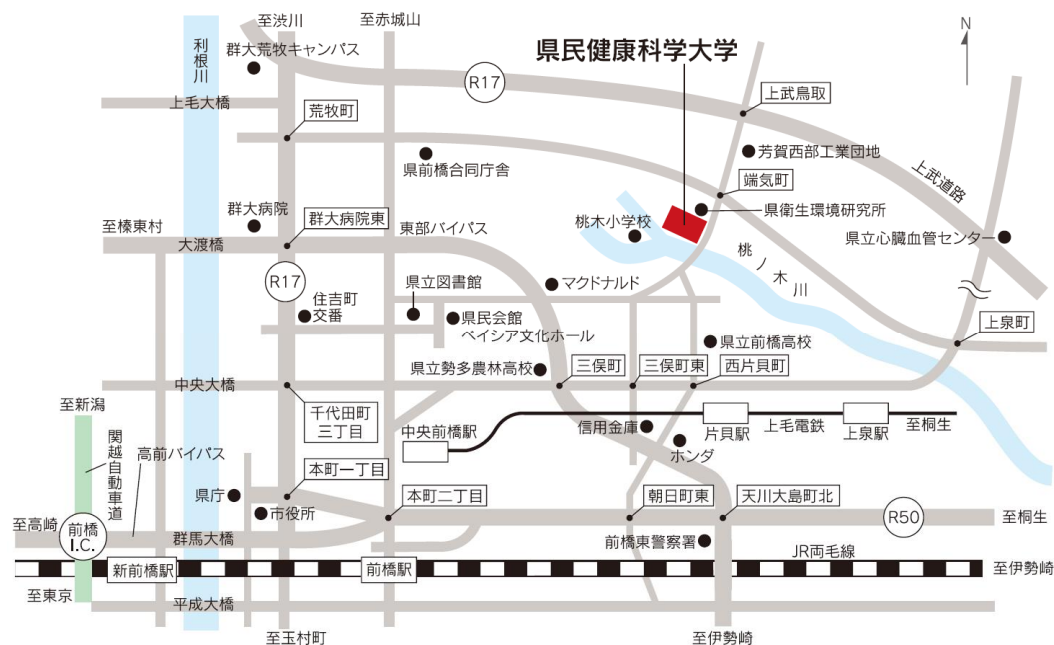 至渋川
至赤城山
N
利根川
群大荒牧キャンパス
県民健康科学大学
R17
上毛大橋
荒牧町
上武鳥取
県前橋合同庁舎
芳賀西部工業団地
上武道路
端気町
群大病院
県衛生環境研究所
至榛東村
群大病院東
東部バイパス
桃木小学校
県立心臓血管センター
大渡橋
桃ノ木川
R17
県立図書館
マクドナルド
住吉町
交番
県民会館
ベイシア文化ホール
上泉町
県立前橋高校
県立勢多農林高校
三俣町
三俣町東
西片貝町
中央大橋
至新潟
千代田町
三丁目
関越自動車道
高前バイパス
中央前橋駅
信用金庫
片貝駅
上毛電鉄
上泉駅
至桐生
ホンダ
本町一丁目
県庁
本町二丁目
朝日町東
天川大島町北
市役所
R50
至桐生
至高崎
前橋
I.C.
群馬大橋
前橋東警察署
JR両毛線
新前橋駅
前橋駅
至伊勢崎
至東京
平成大橋
至玉村町
至伊勢崎